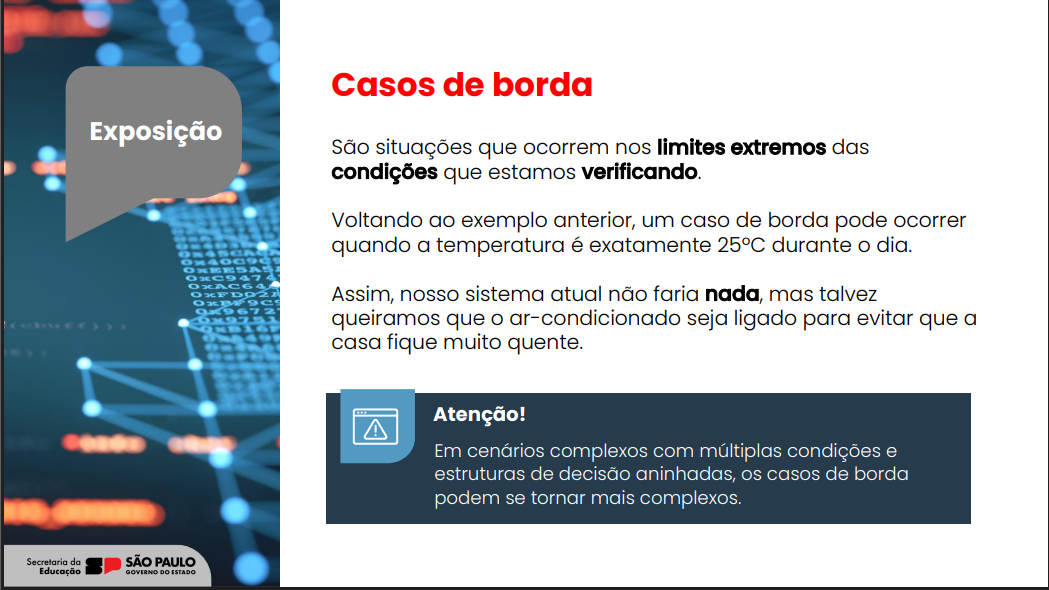 Exposição
Casos de borda
São situações que ocorrem nos limites extremos das
condições que estamos verificando.
Voltando ao exemplo anterior, um caso de borda pode ocorrer
quando a temperatura é exatamente 25°C durante o dia.
Assim, nosso sistema atual não faria nada, mas talvez
queiramos que o ar-condicionado seja ligado para evitar que a
casa fique muito quente.
Atenção!
Em cenários complexos com múltiplas condições e
estruturas de decisão aninhadas, os casos de borda
podem se tornar mais complexos.
Secretaria da
Educação
SÃO PAULO
GOVERNO DO ESTADO